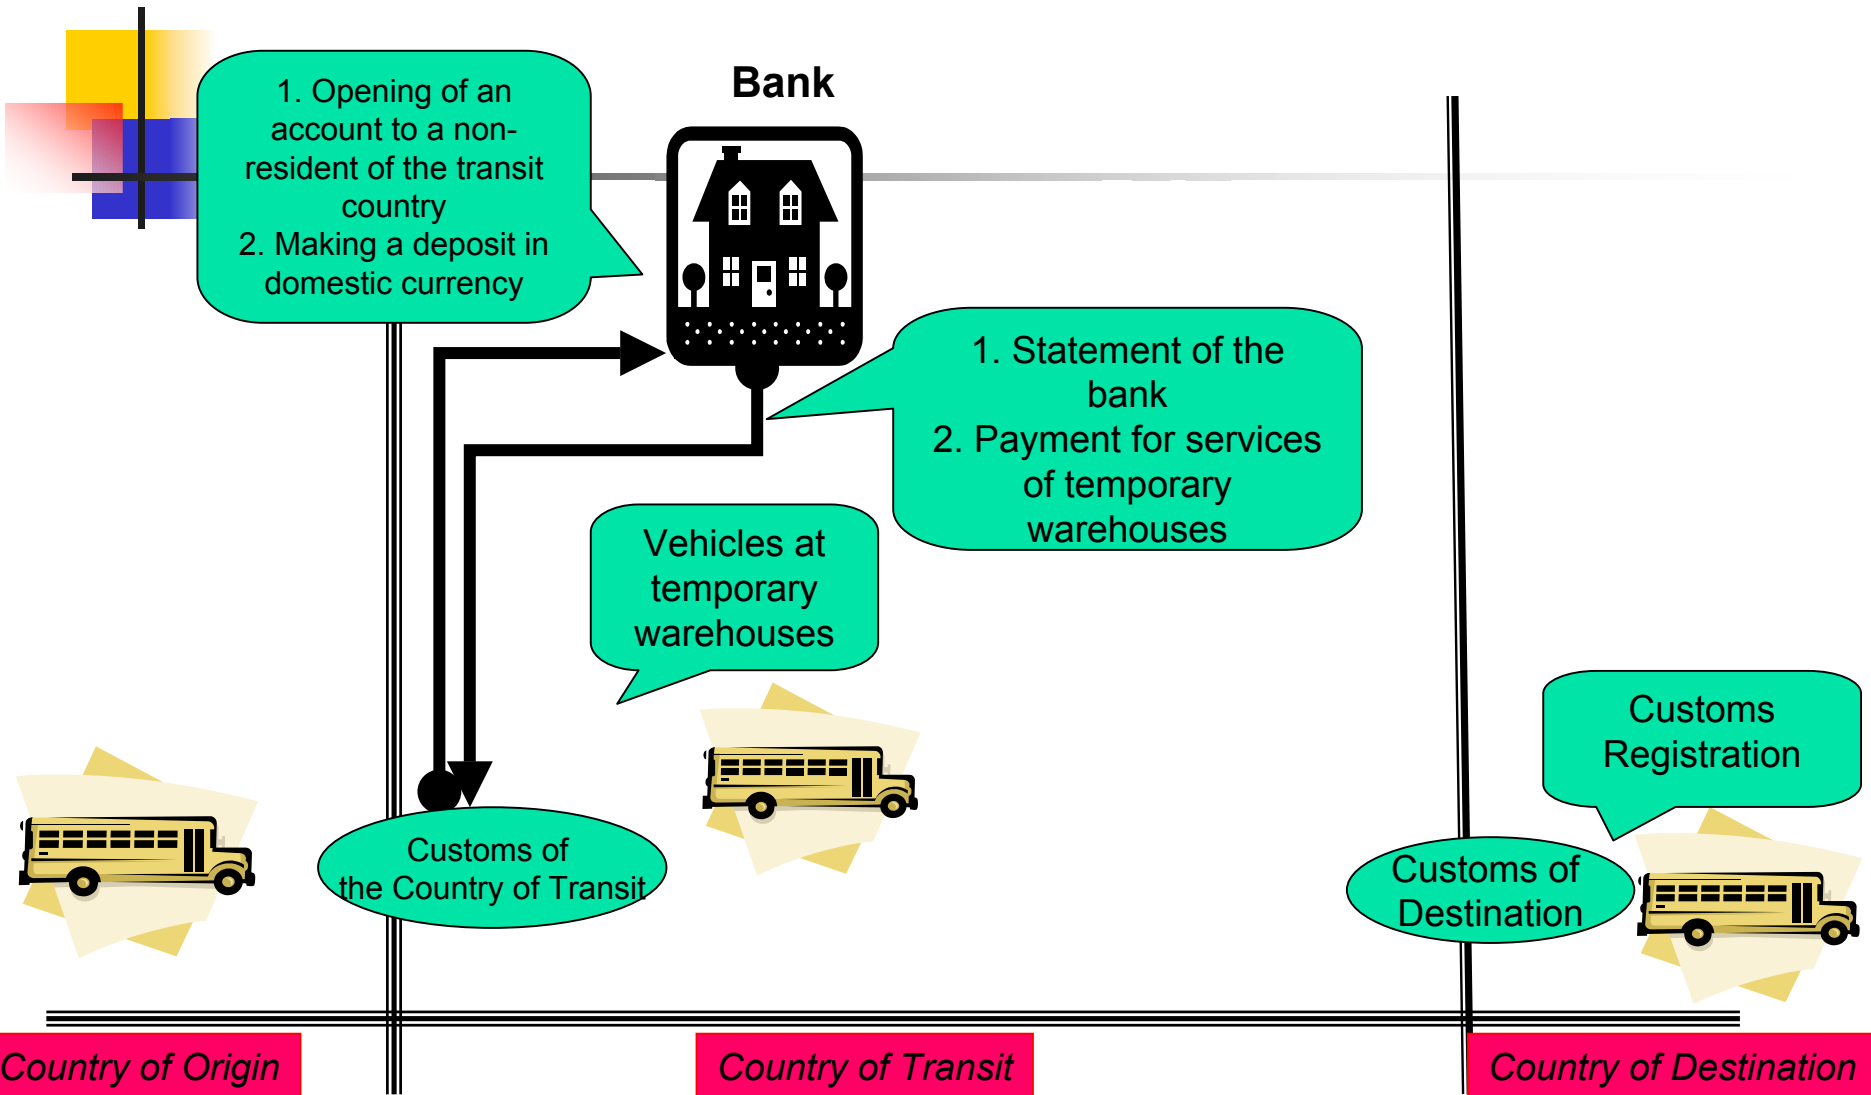 Bank
1. Opening of an
account to a non-
resident of the transit
country
2. Making a deposit in
domestic currency
1. Statement of the
bank
2. Payment for services
of temporary
warehouses
Vehicles at
temporary
warehouses
Customs
Registration
Customs of
the Country of Transit
Customs of
Destination
Country of Origin
Country of Transit
Country of Destination